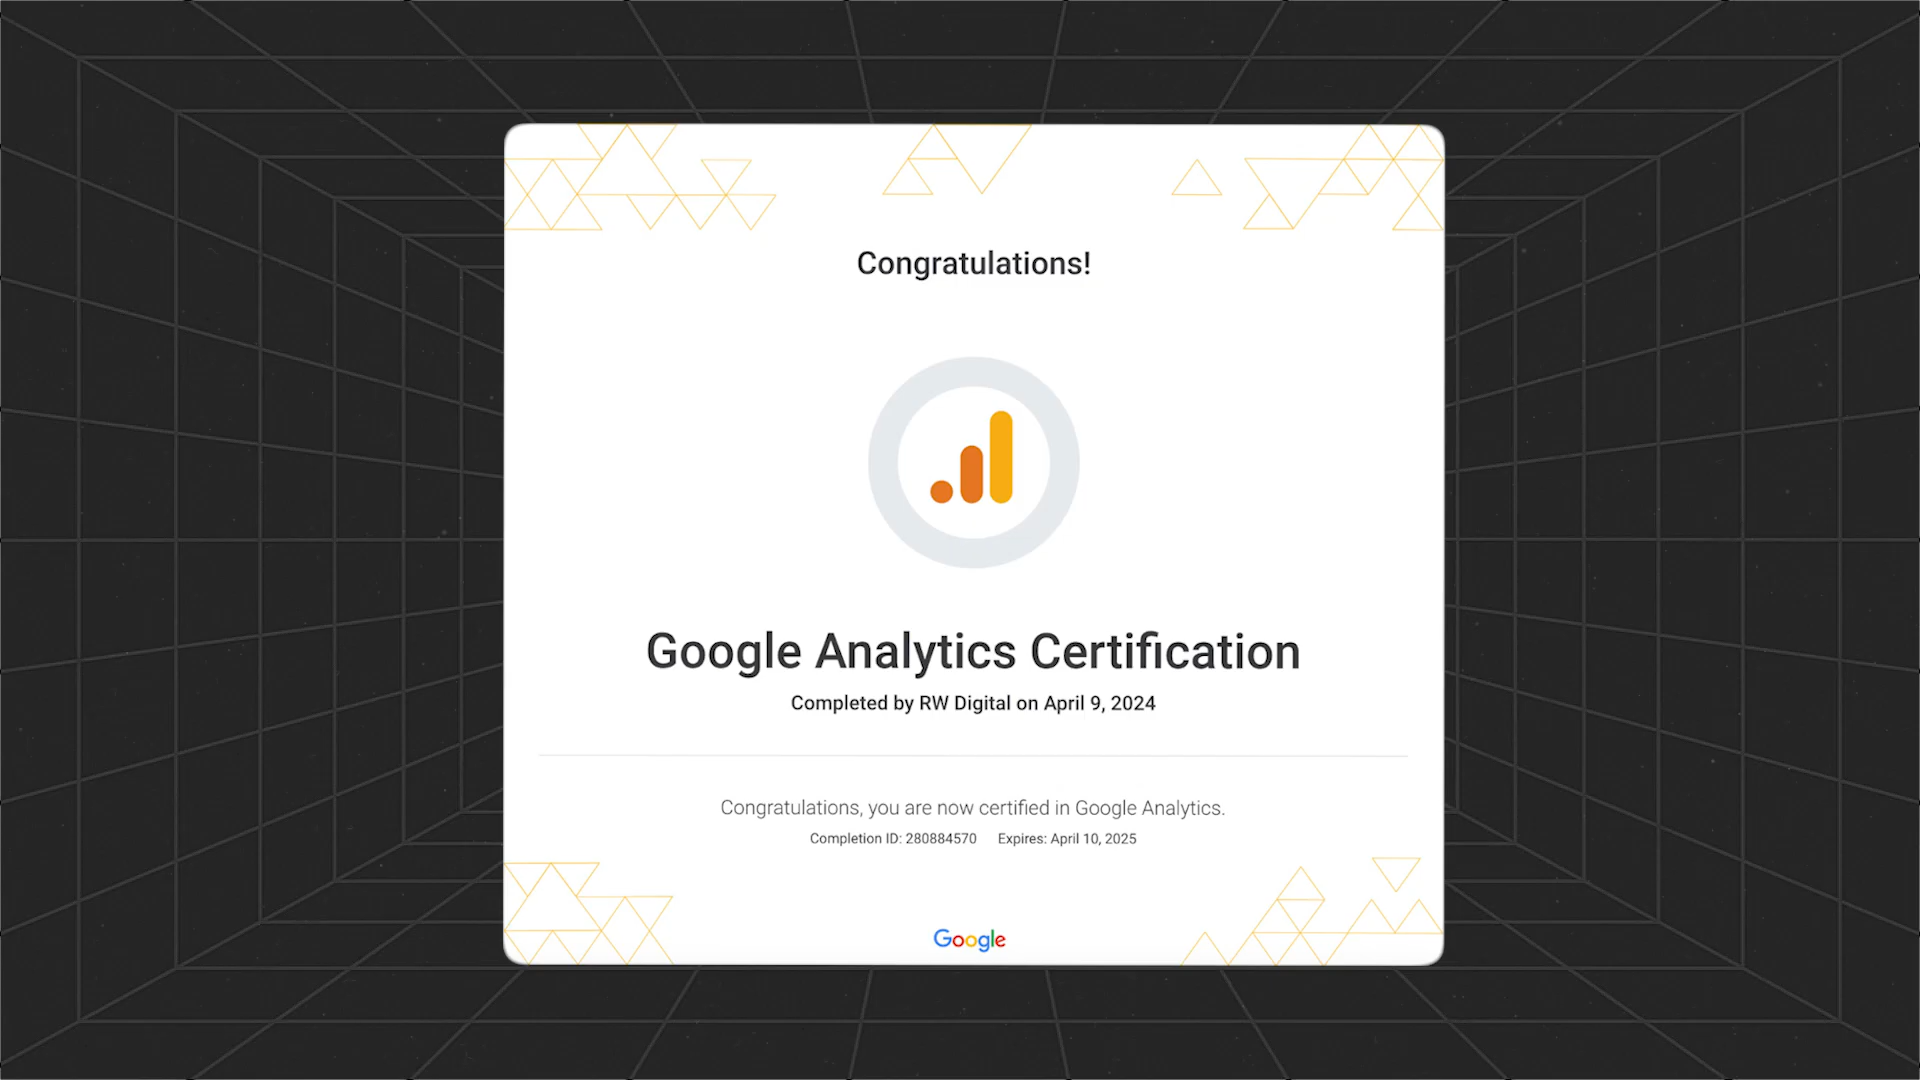 Congratulations!
Google Analytics Certification
Completed by RW Digital on April 9, 2024
Congratulations, you are now certified in Google Analytics.
Completion ID: 280884570 Expires: April 10, 2025
Google